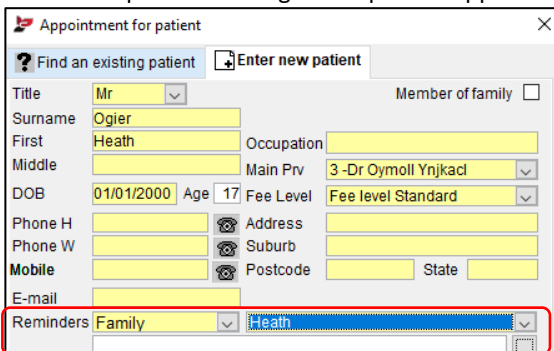 Appointment for patient
Find an existing patient Enter new patient
Title Mr Member of family
Surname Ogier
First Heath Occupation
Middle Main Prv 3 -Dr Oymoll Ynjkacl
DOB 01/01/2000 Age 17 Fee Level Fee level Standard
Phone H Address
Phone W Suburb
Mobile Postcode State
E-mail
Reminders Family Heath